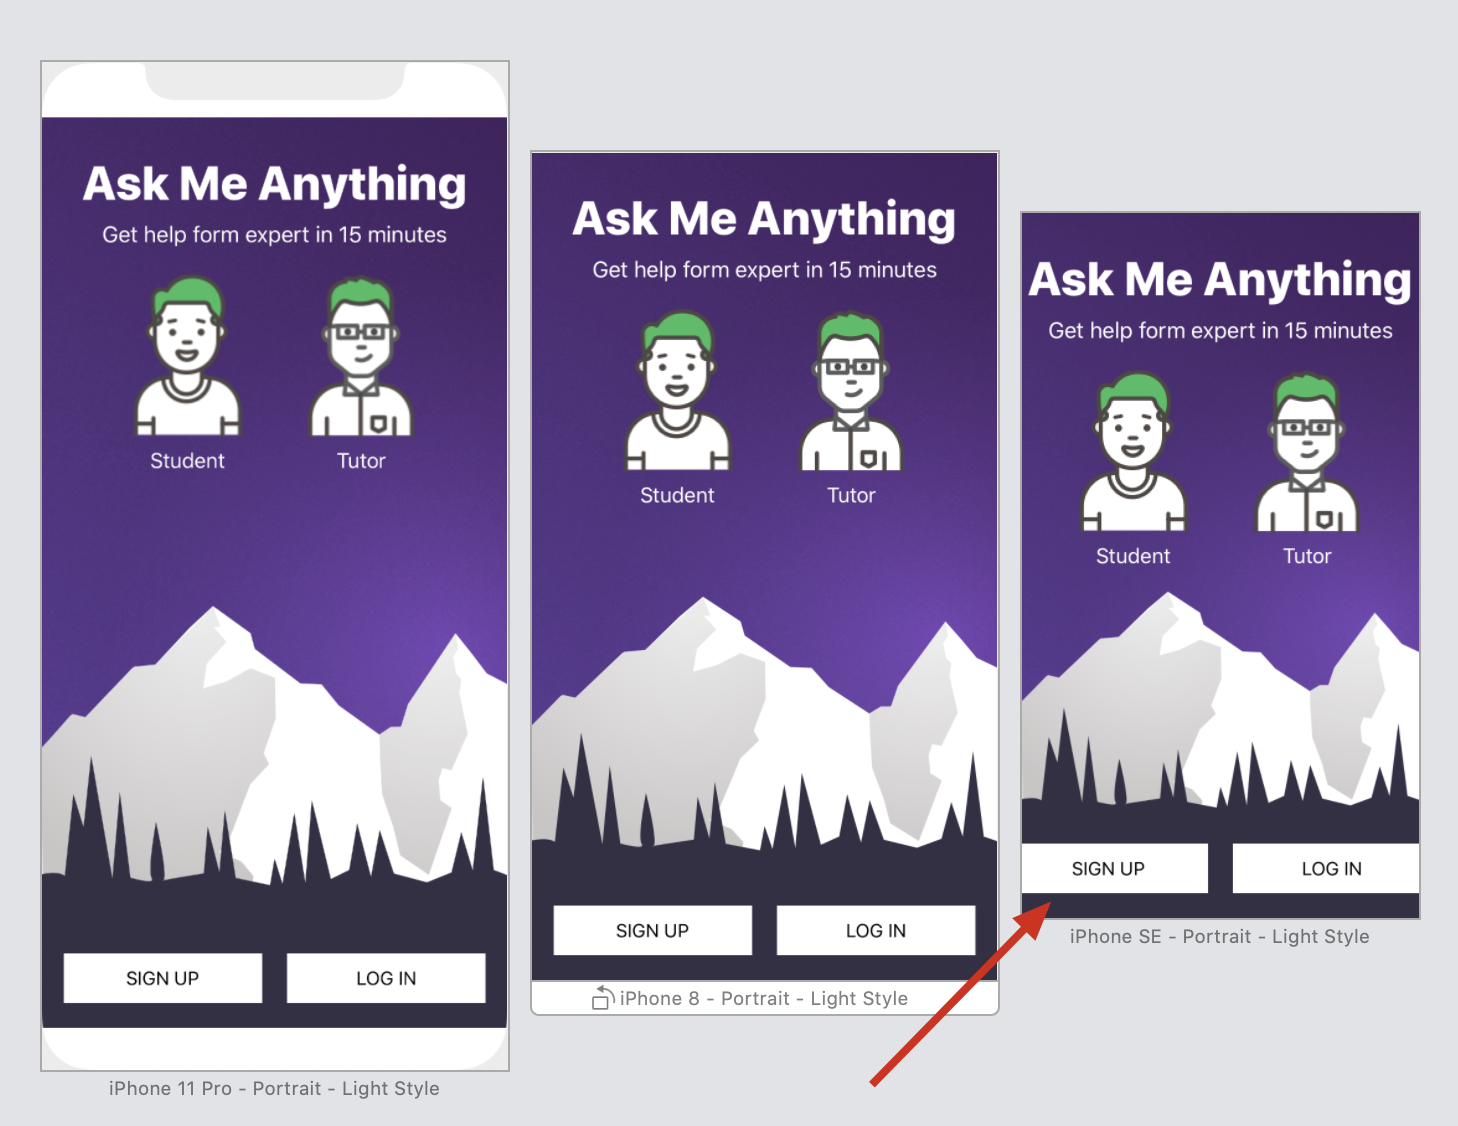 Ask Me Anything
Get help form expert in 15 minutes
Student
Tutor
SIGN UP
LOG IN
iPhone 11 Pro - Portrait - Light Style
Ask Me Anything
Get help form expert in 15 minutes
Student
Tutor
SIGN UP
LOG IN
iPhone 8 - Portrait - Light Style
Ask Me Anything
Get help form expert in 15 minutes
Student
Tutor
SIGN UP
LOG IN
iPhone SE - Portrait - Light Style